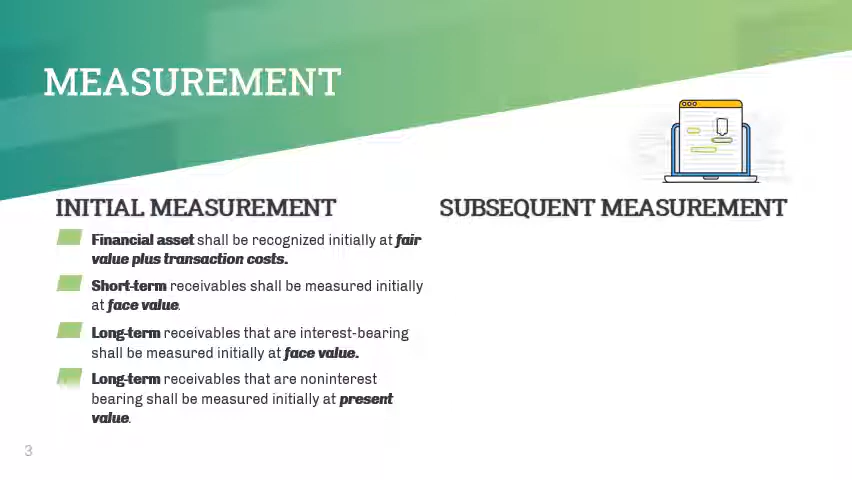 MEASUREMENT
INITIAL MEASUREMENT
Financial asset shall be recognized initially at fair
value plus transaction costs.
Short-term receivables shall be measured initially
at face value.
Long-term receivables that are interest-bearing
shall be measured initially at face value.
Long-term receivables that are noninterest
bearing shall be measured initially at present
value.
SUBSEQUENT MEASUREMENT
3